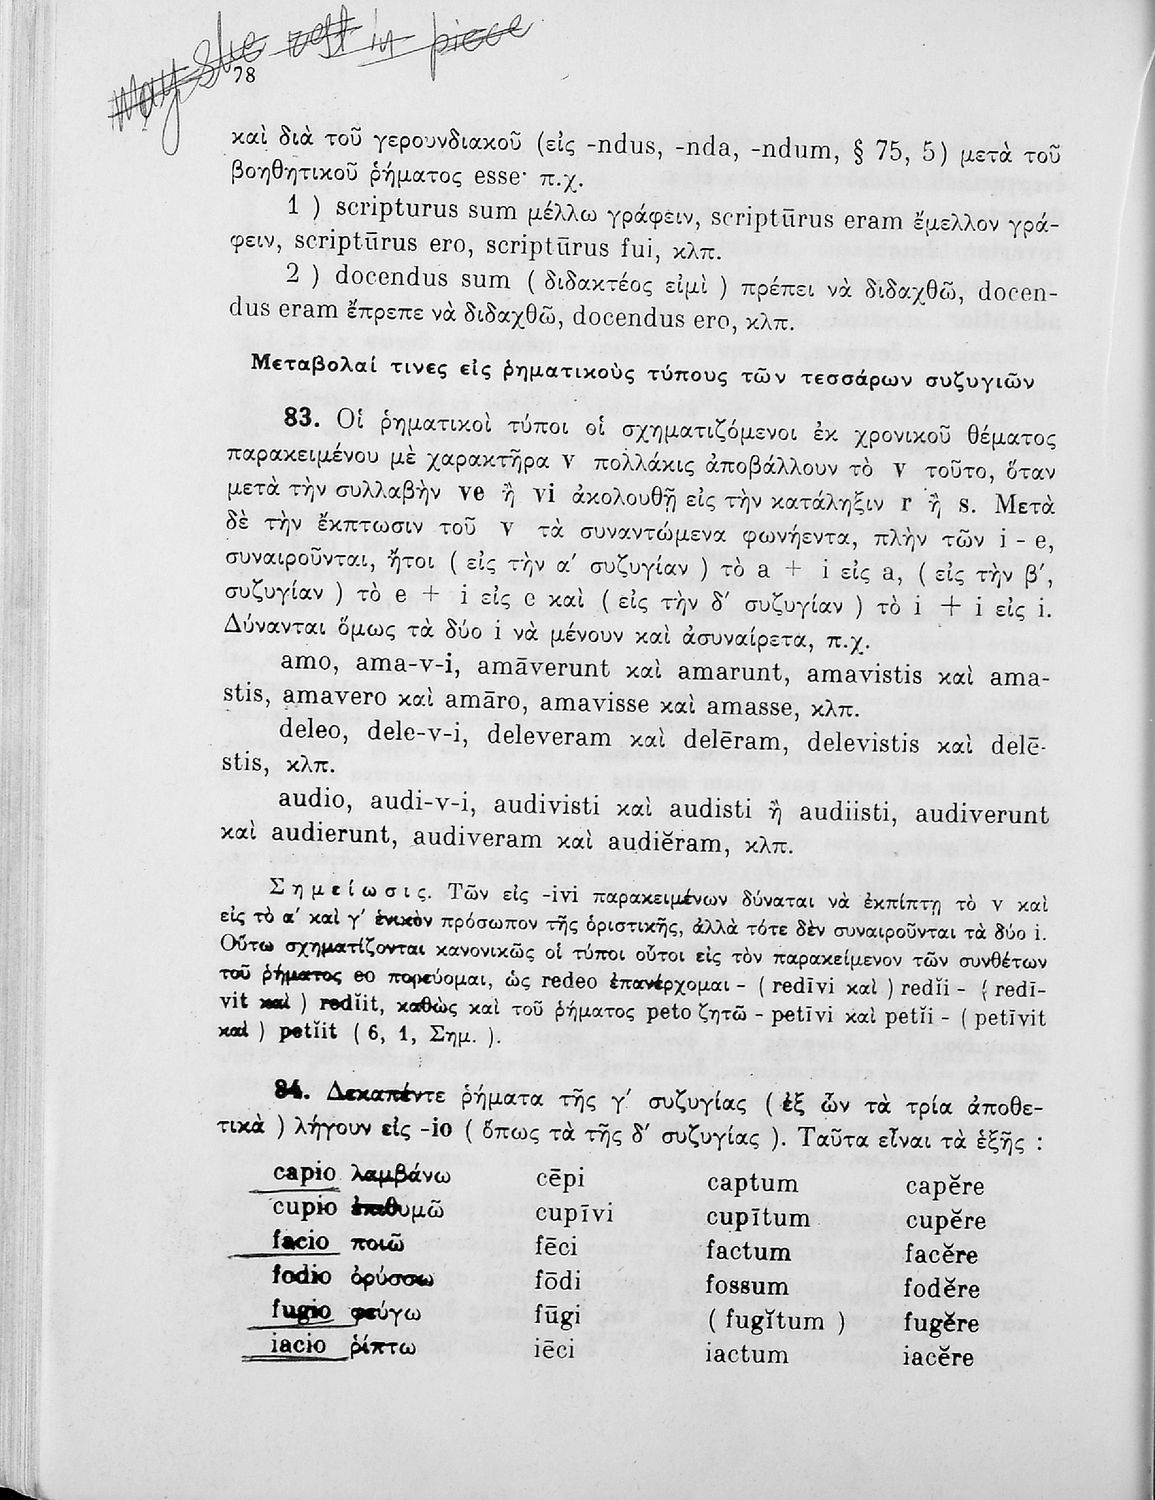 may she rest in piece
78
καὶ διὰ τοῦ γερουνδιακοῦ (εἰς -ndus, -nda, -ndum, § 75, 5) μετὰ τοῦ
βοηθητικοῦ ῥήματος esse· π.χ.
1 ) scripturus sum μέλλω γράφειν, scriptūrus eram ἔμελλον γρά-
φειν, scriptūrus ero, scriptūrus fui, κλπ.
2 ) docendus sum ( διδακτέος εἰμὶ ) πρέπει νὰ διδαχθῶ, docen-
dus eram ἔπρεπε νὰ διδαχθῶ, docendus ero, κλπ.
Μεταβολαί τινες εἰς ῥηματικοὺς τύπους τῶν τεσσάρων συζυγιῶν
83. Οἱ ῥηματικοὶ τύποι οἱ σχηματιζόμενοι ἐκ χρονικοῦ θέματος
παρακειμένου μὲ χαρακτῆρα v πολλάκις ἀποβάλλουν τὸ v τοῦτο, ὅταν
μετὰ τὴν συλλαβὴν ve ἢ vi ἀκολουθῇ εἰς τὴν κατάληξιν r ἢ s. Μετὰ
δὲ τὴν ἔκπτωσιν τοῦ v τὰ συναντώμενα φωνήεντα, πλὴν τῶν i - e,
συναιροῦνται, ἤτοι ( εἰς τὴν α′ συζυγίαν ) τὸ a + i εἰς a, ( εἰς τὴν β′,
συζυγίαν ) τὸ e + i εἰς e καὶ ( εἰς τὴν δ′ συζυγίαν ) τὸ i + i εἰς i.
Δύνανται ὅμως τὰ δύο i νὰ μένουν καὶ ἀσυναίρετα, π.χ.
amo, ama-v-i, amāverunt καὶ amarunt, amavistis καὶ ama-
stis, amavero καὶ amāro, amavisse καὶ amasse, κλπ.
deleo, dele-v-i, deleveram καὶ delēram, delevistis καὶ delē-
stis, κλπ.
audio, audi-v-i, audivisti καὶ audisti ἢ audiisti, audiverunt
καὶ audierunt, audiveram καὶ audiĕram, κλπ.
Σημείωσις. Τῶν εἰς -ivi παρακειμένων δύναται νὰ ἐκπίπτῃ τὸ v καὶ
εἰς τὸ α′ καὶ γ′ ἑνικὸν πρόσωπον τῆς ὁριστικῆς, ἀλλὰ τότε δὲν συναιροῦνται τὰ δύο i.
Οὕτω σχηματίζονται κανονικῶς οἱ τύποι οὗτοι εἰς τὸν παρακείμενον τῶν συνθέτων
τοῦ ῥήματος eo πορεύομαι, ὡς redeo ἐπανέρχομαι - ( redīvi καὶ ) redĭi - ( redī-
vit καὶ ) redĭit, καθὼς καὶ τοῦ ῥήματος peto ζητῶ - petīvi καὶ petĭi - ( petīvit
καὶ ) petĭit ( 6, 1, Σημ. ).
84. Δεκαπέντε ῥήματα τῆς γ′ συζυγίας ( ἐξ ὧν τὰ τρία ἀποθε-
τικὰ ) λήγουν εἰς -io ( ὅπως τὰ τῆς δ′ συζυγίας ). Ταῦτα εἶναι τὰ ἑξῆς :
capio λαμβάνω cēpi captum capĕre
cupio ἐπιθυμῶ cupīvi cupītum cupĕre
facio ποιῶ fēci factum facĕre
fodio ὀρύσσω fōdi fossum fodĕre
fugio φεύγω fūgi ( fugĭtum ) fugĕre
iacio ῥίπτω iēci iactum iacĕre